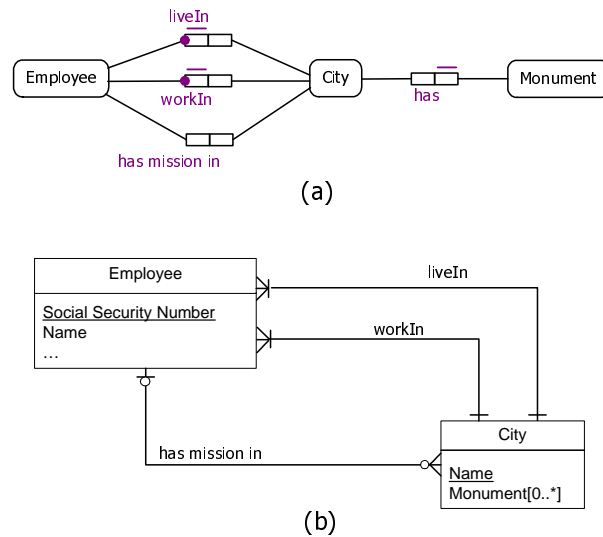 liveIn
Employee
City
Monument
workIn
has
has mission in
(a)
Employee
liveIn
Social Security Number
Name
workIn
...
City
has mission in
Name
Monument[0..*]
(b)